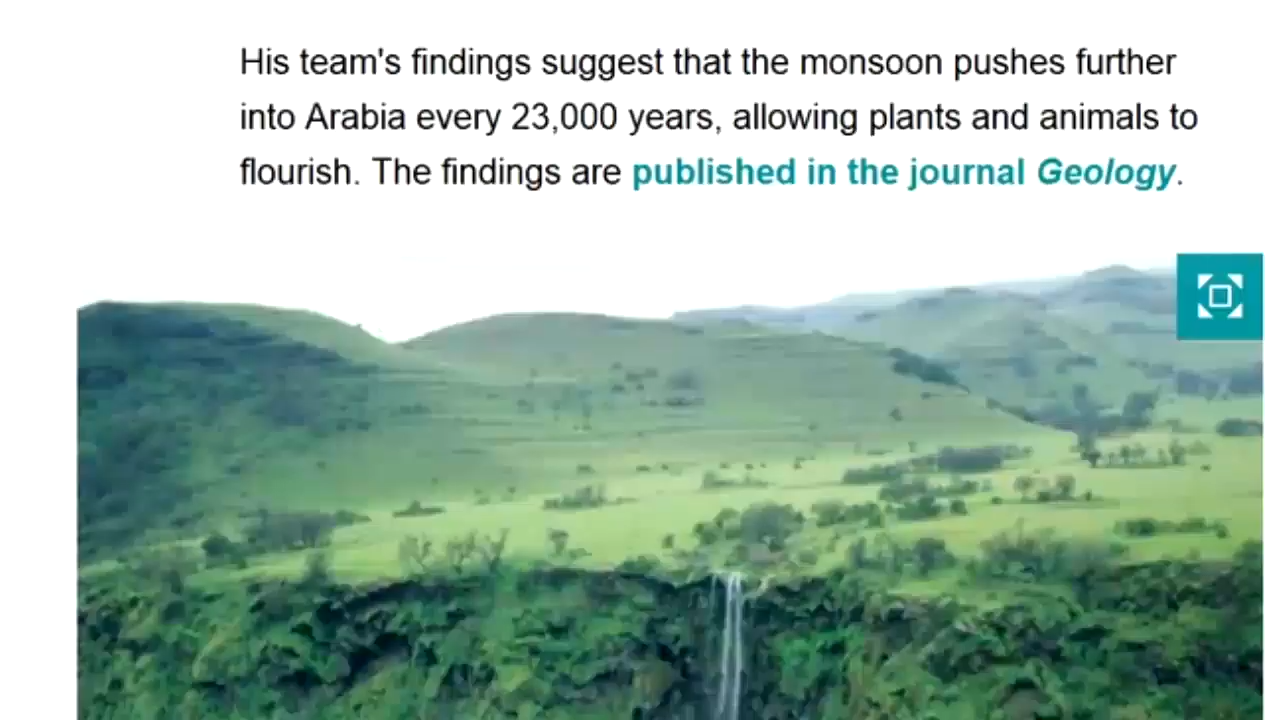 His team's findings suggest that the monsoon pushes further
into Arabia every 23,000 years, allowing plants and animals to
flourish. The findings are published in the journal Geology.